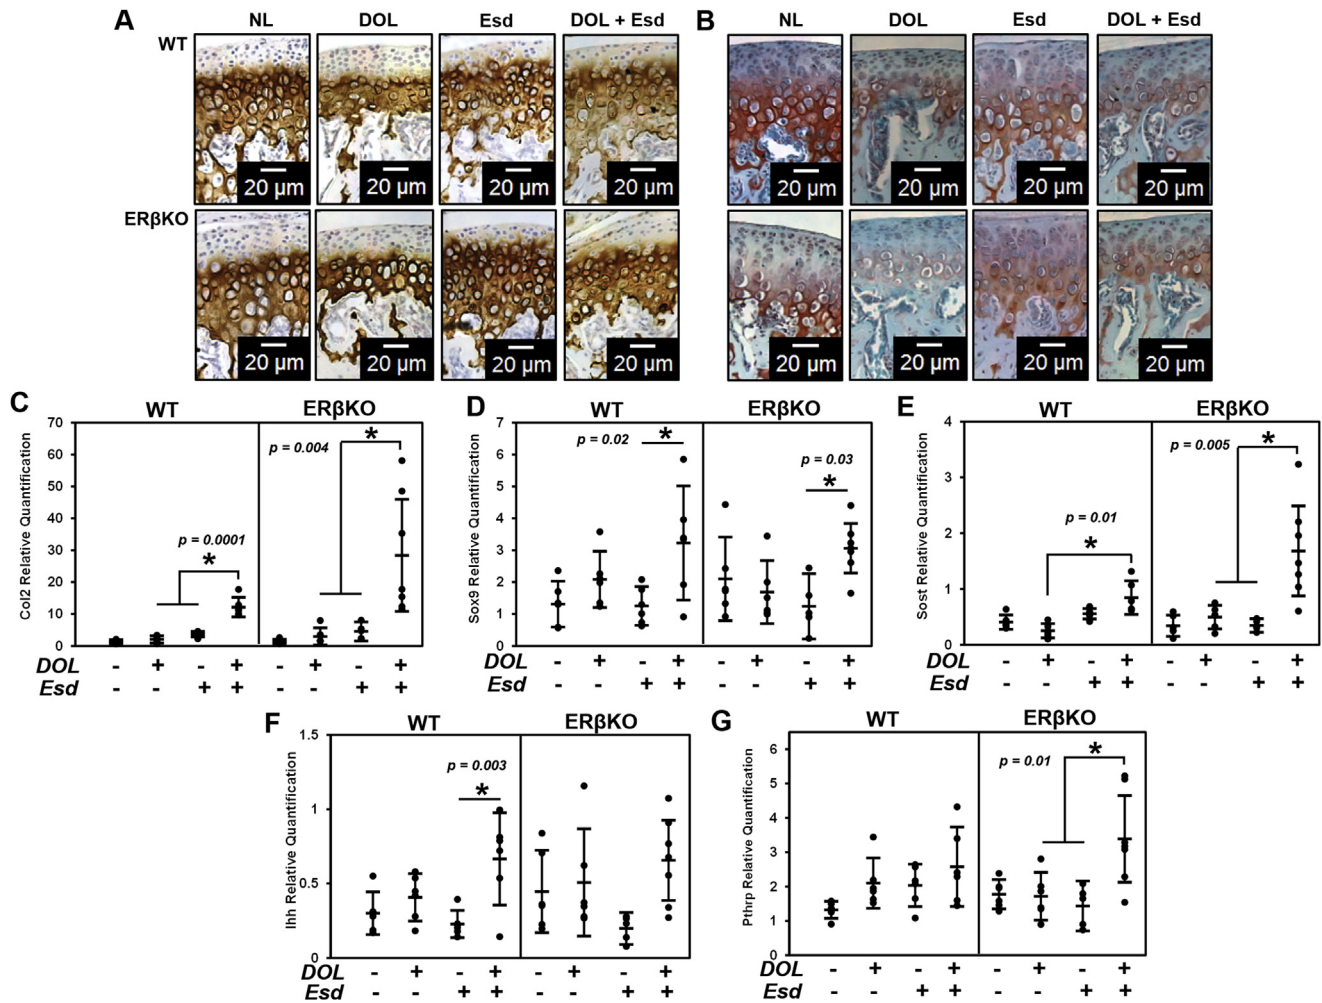 A NL DOL Esd DOL + Esd B NL DOL Esd DOL + Esd
WT
20 µm 20 µm 20 µm 20 µm 20 µm 20 µm 20 µm 20 µm
ERβKO
20 µm 20 µm 20 µm 20 µm 20 µm 20 µm 20 µm 20 µm
C WT ERβKO
Col2 Relative Quantification
70
60
50
40
30
20
10
0
p = 0.0001
*
p = 0.004
*
DOL - + - + - + - +
Esd - - + + - - + +
D WT ERβKO
Sox9 Relative Quantification
7
6
5
4
3
2
1
0
p = 0.02
*
p = 0.03
*
DOL - + - + - + - +
Esd - - + + - - + +
E WT ERβKO
Sost Relative Quantification
4
3
2
1
0
p = 0.01
*
p = 0.005
*
DOL - + - + - + - +
Esd - - + + - - + +
F WT ERβKO
Ihh Relative Quantification
1.5
1
0.5
0
p = 0.003
*
DOL - + - + - + - +
Esd - - + + - - + +
G WT ERβKO
Pthrp Relative Quantification
6
5
4
3
2
1
0
p = 0.01
*
DOL - + - + - + - +
Esd - - + + - - + +